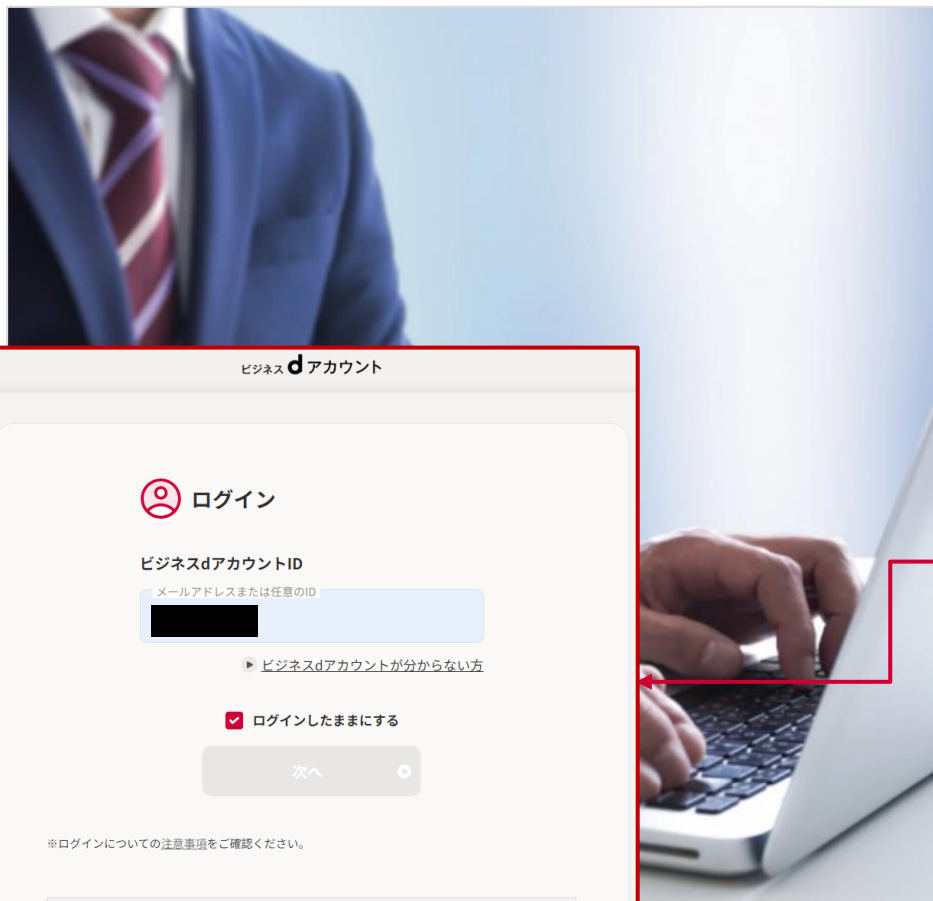 ビジネス d アカウント
ログイン
ビジネスdアカウントID
メールアドレスまたは任意のID
ビジネスdアカウントが分からない方
ログインしたままにする
次へ
※ログインについての注意事項をご確認ください。